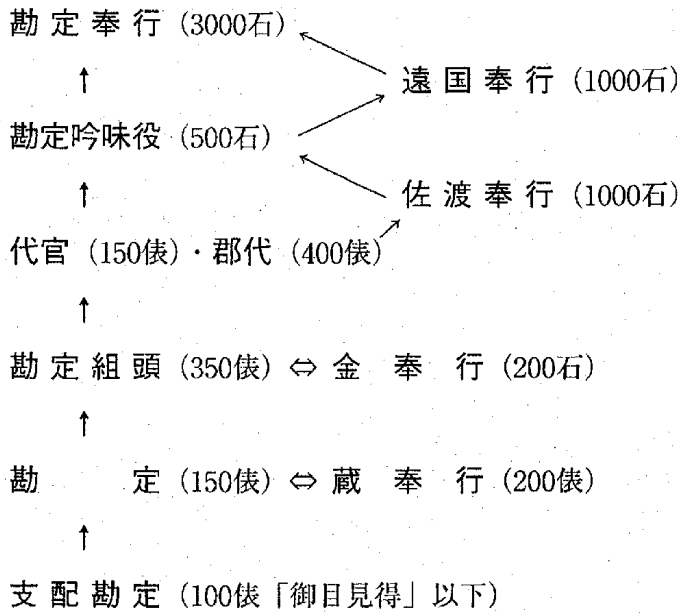 勘定奉行 (3000石)
↑
遠国奉行 (1000石)
勘定吟味役 (500石)
↑
佐渡奉行 (1000石)
代官 (150俵)・郡代 (400俵)
↑
勘定組頭 (350俵) ⇔ 金奉行 (200石)
↑
勘定 (150俵) ⇔ 蔵奉行 (200俵)
↑
支配勘定 (100俵「御目見得」以下)